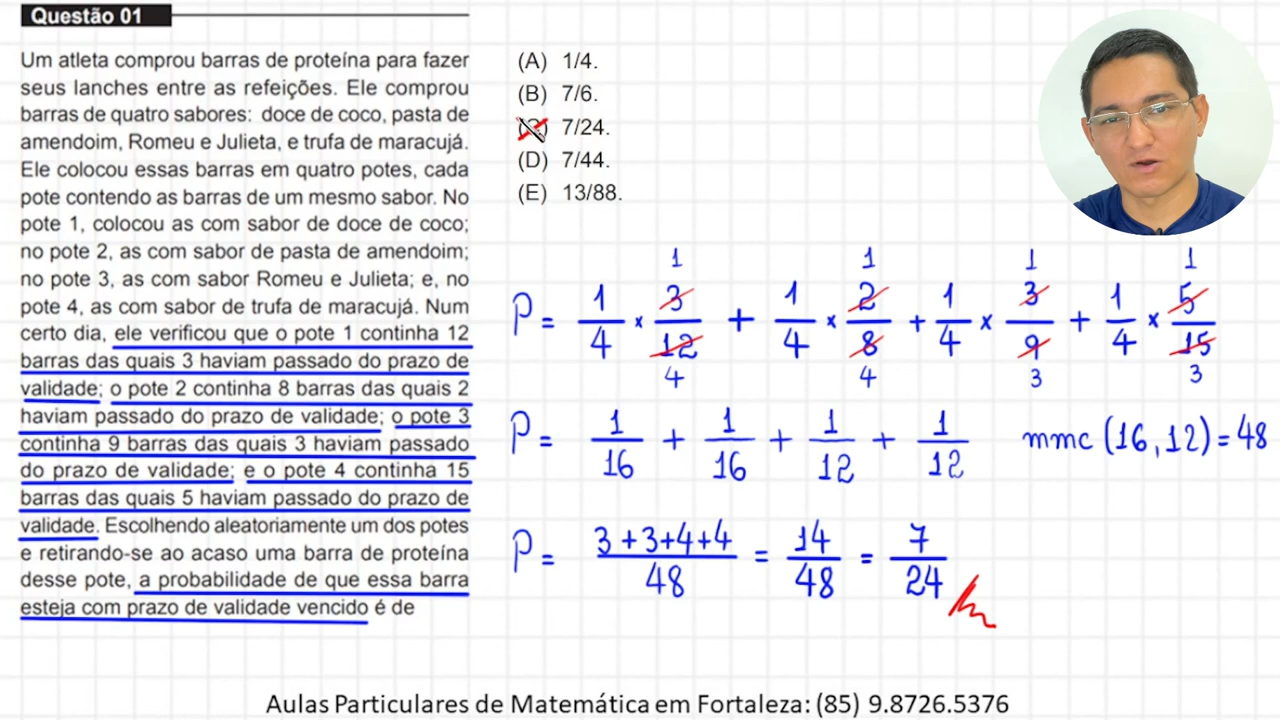 Questão 01
Um atleta comprou barras de proteína para fazer
seus lanches entre as refeições. Ele comprou
barras de quatro sabores: doce de coco, pasta de
amendoim, Romeu e Julieta, e trufa de maracujá.
Ele colocou essas barras em quatro potes, cada
pote contendo as barras de um mesmo sabor. No
pote 1, colocou as com sabor de doce de coco;
no pote 2, as com sabor de pasta de amendoim;
no pote 3, as com sabor Romeu e Julieta; e, no
pote 4, as com sabor de trufa de maracujá. Num
certo dia, ele verificou que o pote 1 continha 12
barras das quais 3 haviam passado do prazo de
validade; o pote 2 continha 8 barras das quais 2
haviam passado do prazo de validade; o pote 3
continha 9 barras das quais 3 haviam passado
do prazo de validade; e o pote 4 continha 15
barras das quais 5 haviam passado do prazo de
validade. Escolhendo aleatoriamente um dos potes
e retirando-se ao acaso uma barra de proteína
desse pote, a probabilidade de que essa barra
esteja com prazo de validade vencido é de
(A) 1/4.
(B) 7/6.
(C) 7/24.
(D) 7/44.
(E) 13/88.
1 1 1 1
P = 1/4 × 3/12 + 1/4 × 2/8 + 1/4 × 3/9 + 1/4 × 5/15
4 4 3 3
P = 1/16 + 1/16 + 1/12 + 1/12 mmc (16,12) = 48
P = 3+3+4+4/48 = 14/48 = 7/24
Aulas Particulares de Matemática em Fortaleza: (85) 9.8726.5376